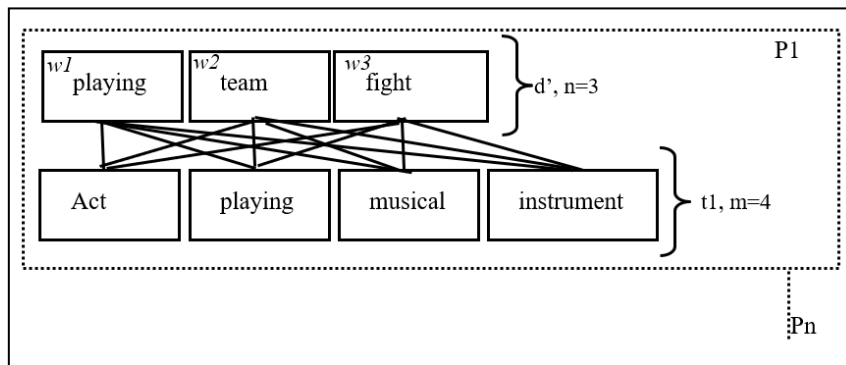 P1
w1 w2 w3
playing team fight
d’, n=3
Act playing musical instrument
t1, m=4
Pn